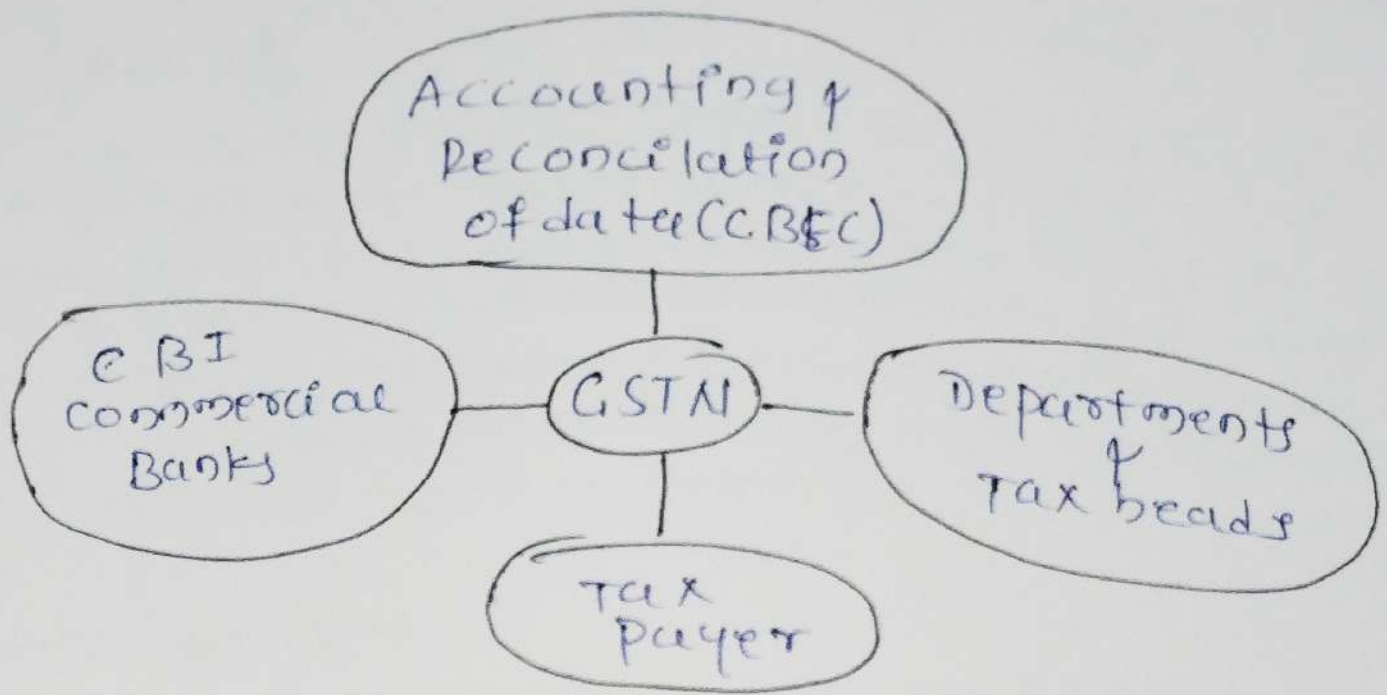 Accounting &
Reconcilation
of data (CBEC)
CBI
Commercial
Banks
GSTN
Departments
&
Tax heads
Tax
Payer